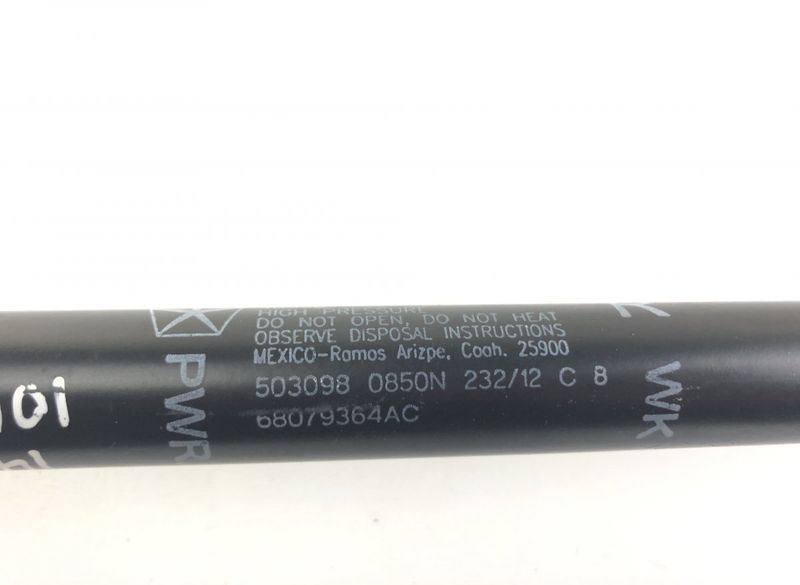 HIGH PRESSURE
DO NOT OPEN, DO NOT HEAT
OBSERVE DISPOSAL INSTRUCTIONS
MEXICO-Ramos Arizpe, Coah. 25900
503098 0850N 232/12 C 8
68079364AC
PWR
WK